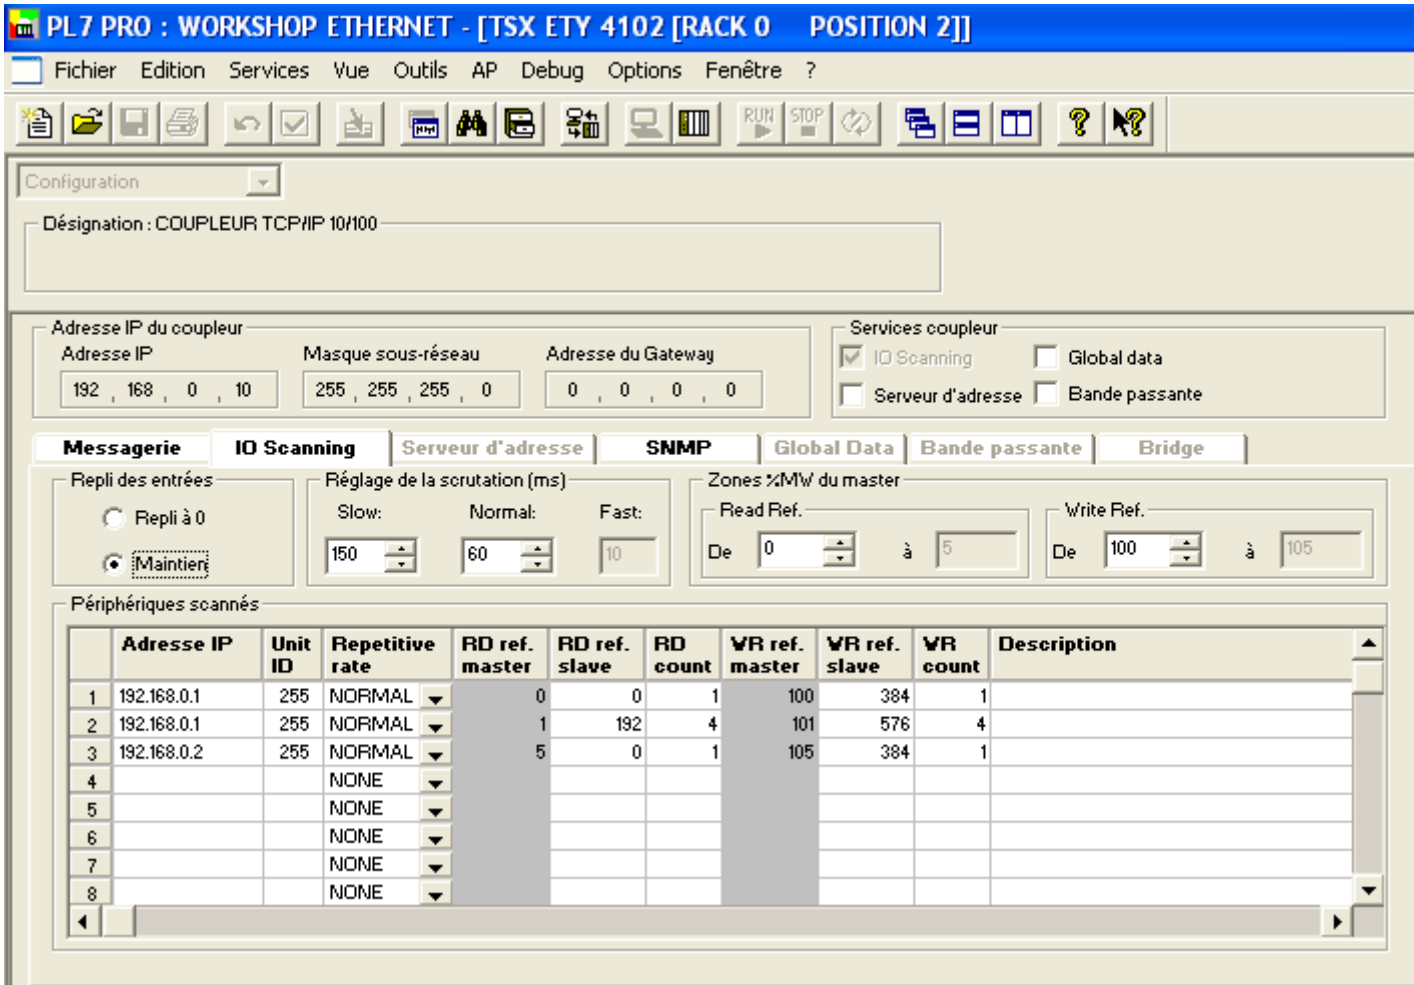 PL7 PRO : WORKSHOP ETHERNET - [TSX ETY 4102 [RACK 0 POSITION 2]]
Fichier Edition Services Vue Outils AP Debug Options Fenêtre ?
RUN STOP
Configuration
Désignation : COUPLEUR TCP/IP 10/100
Adresse IP du coupleur Services coupleur
Adresse IP Masque sous-réseau Adresse du Gateway IO Scanning Global data
192 , 168 , 0 , 10 255 , 255 , 255 , 0 0 , 0 , 0 , 0 Serveur d'adresse Bande passante
Messagerie IO Scanning Serveur d'adresse SNMP Global Data Bande passante Bridge
Repli des entrées Réglage de la scrutation (ms) Zones %MW du master
Repli à 0 Slow: Normal: Fast: Read Ref. Write Ref.
Maintien 150 60 10 De 0 à 5 De 100 à 105
Périphériques scannés
Adresse IP Unit ID Repetitive rate RD ref. master RD ref. slave RD count WR ref. master WR ref. slave WR count Description
1 192.168.0.1 255 NORMAL 0 0 1 100 384 1
2 192.168.0.1 255 NORMAL 1 192 4 101 576 4
3 192.168.0.2 255 NORMAL 5 0 1 105 384 1
4 NONE
5 NONE
6 NONE
7 NONE
8 NONE